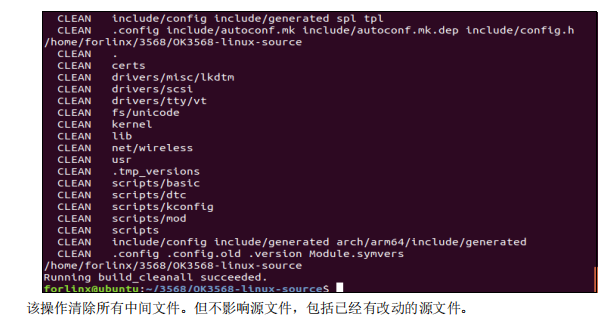 CLEAN include/config include/generated spl tpl
CLEAN .config include/autoconf.mk include/autoconf.mk.dep include/config.h
/home/forlinx/3568/OK3568-linux-source
CLEAN .
CLEAN certs
CLEAN drivers/misc/lkdtm
CLEAN drivers/scsi
CLEAN drivers/tty/vt
CLEAN fs/unicode
CLEAN kernel
CLEAN lib
CLEAN net/wireless
CLEAN usr
CLEAN .tmp_versions
CLEAN scripts/basic
CLEAN scripts/dtc
CLEAN scripts/kconfig
CLEAN scripts/mod
CLEAN scripts
CLEAN include/config include/generated arch/arm64/include/generated
CLEAN .config .config.old .version Module.symvers
/home/forlinx/3568/OK3568-linux-source
Running build_cleanall succeeded.
forlinx@ubuntu:~/3568/OK3568-linux-source$
该操作清除所有中间文件。但不影响源文件，包括已经有改动的源文件。